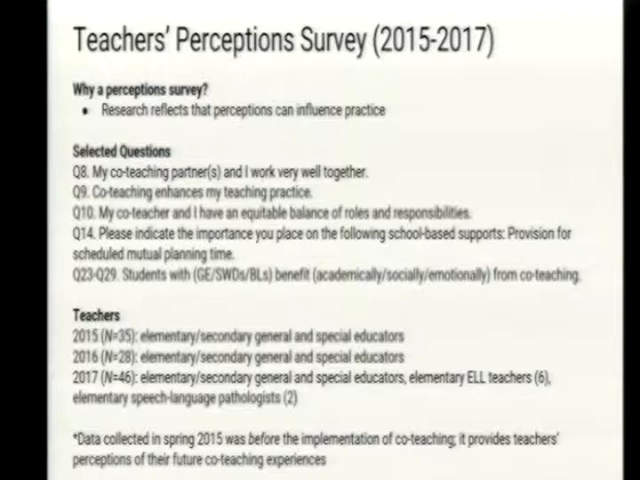 Teachers' Perceptions Survey (2015-2017)
Why a perceptions survey?
• Research reflects that perceptions can influence practice
Selected Questions
Q8. My co-teaching partner(s) and I work very well together.
Q9. Co-teaching enhances my teaching practice.
Q10. My co-teacher and I have an equitable balance of roles and responsibilities.
Q14. Please indicate the importance you place on the following school-based supports: Provision for
scheduled mutual planning time.
Q23-Q29. Students with (GE/SWDs/BLs) benefit (academically/socially/emotionally) from co-teaching.
Teachers
2015 (N=35): elementary/secondary general and special educators
2016 (N=28): elementary/secondary general and special educators
2017 (N=46): elementary/secondary general and special educators, elementary ELL teachers (6),
elementary speech-language pathologists (2)
*Data collected in spring 2015 was before the implementation of co-teaching; it provides teachers'
perceptions of their future co-teaching experiences